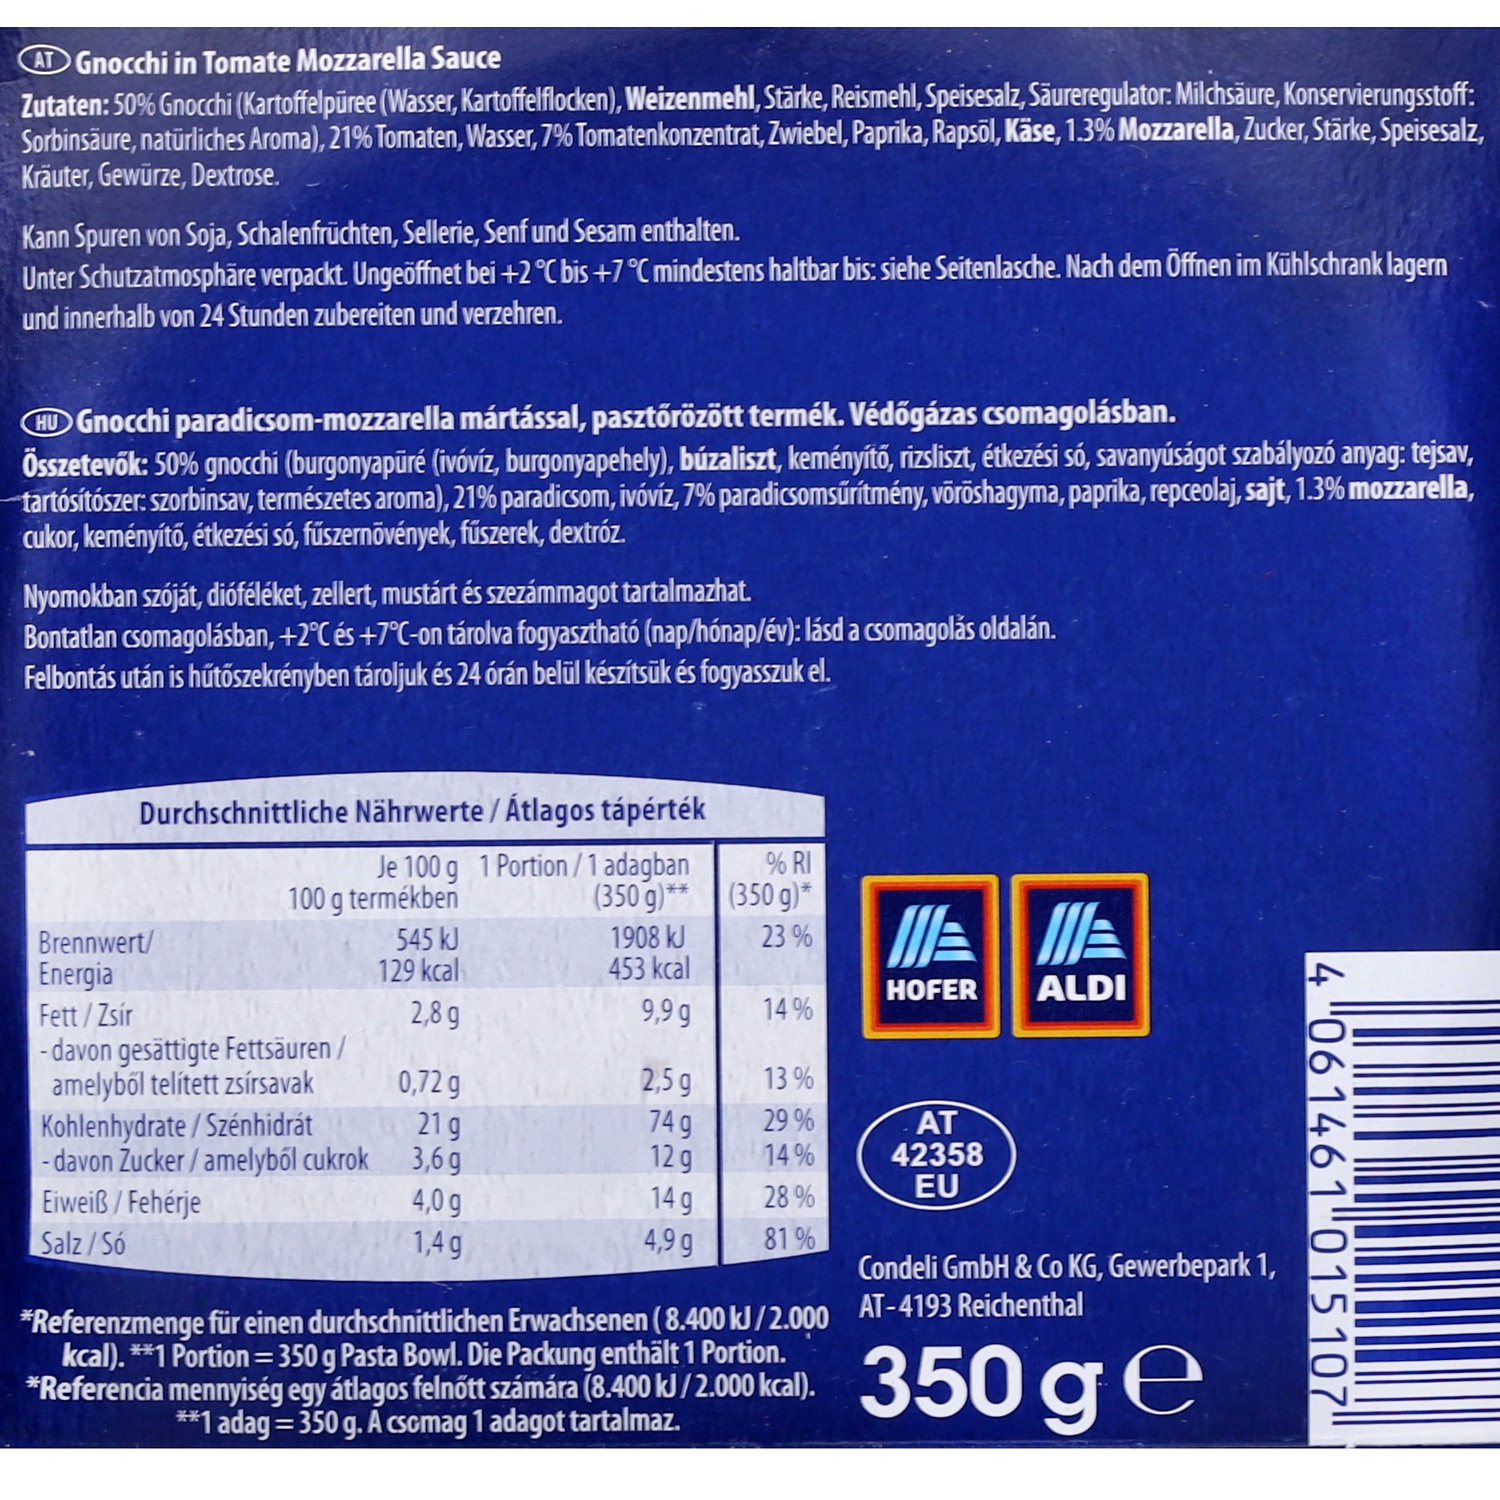 AT Gnocchi in Tomate Mozzarella Sauce
Zutaten: 50% Gnocchi (Kartoffelpüree (Wasser, Kartoffelflocken), Weizenmehl, Stärke, Reismehl, Speisesalz, Säureregulator: Milchsäure, Konservierungsstoff:
Sorbinsäure, natürliches Aroma), 21% Tomaten, Wasser, 7% Tomatenkonzentrat, Zwiebel, Paprika, Rapsöl, Käse, 1.3% Mozzarella, Zucker, Stärke, Speisesalz,
Kräuter, Gewürze, Dextrose.
Kann Spuren von Soja, Schalenfrüchten, Sellerie, Senf und Sesam enthalten.
Unter Schutzatmosphäre verpackt. Ungeöffnet bei +2 °C bis +7 °C mindestens haltbar bis: siehe Seitenlasche. Nach dem Öffnen im Kühlschrank lagern
und innerhalb von 24 Stunden zubereiten und verzehren.
HU Gnocchi paradicsom-mozzarella mártással, pasztőrözött termék. Védőgázas csomagolásban.
Összetevők: 50% gnocchi (burgonyapüré (ivóvíz, burgonyapehely), búzaliszt, keményítő, rizsliszt, étkezési só, savanyúságot szabályozó anyag: tejsav,
tartósítószer: szorbinsav, természetes aroma), 21% paradicsom, ivóvíz, 7% paradicsomsűrítmény, vöröshagyma, paprika, repceolaj, sajt, 1.3% mozzarella,
cukor, keményítő, étkezési só, fűszernövények, fűszerek, dextróz.
Nyomokban szóját, dióféléket, zellert, mustárt és szezámmagot tartalmazhat.
Bontatlan csomagolásban, +2°C és +7°C-on tárolva fogyasztható (nap/hónap/év): lásd a csomagolás oldalán.
Felbontás után is hűtőszekrényben tároljuk és 24 órán belül készítsük és fogyasszuk el.
Durchschnittliche Nährwerte / Átlagos tápérték
Je 100 g 1 Portion / 1 adagban % RI
100 g termékben (350 g)** (350 g)*
Brennwert/ 545 kJ 1908 kJ 23 %
Energia 129 kcal 453 kcal
Fett / Zsír 2,8 g 9,9 g 14 %
- davon gesättigte Fettsäuren /
amelyből telített zsírsavak 0,72 g 2,5 g 13 %
Kohlenhydrate / Szénhidrát 21 g 74 g 29 %
- davon Zucker / amelyből cukrok 3,6 g 12 g 14 %
Eiweiß / Fehérje 4,0 g 14 g 28 %
Salz / Só 1,4 g 4,9 g 81 %
*Referenzmenge für einen durchschnittlichen Erwachsenen ( 8.400 kJ / 2.000
kcal). **1 Portion = 350 g Pasta Bowl. Die Packung enthält 1 Portion.
*Referencia mennyiség egy átlagos felnőtt számára (8.400 kJ / 2.000 kcal).
**1 adag = 350 g. A csomag 1 adagot tartalmaz.
HOFER ALDI
AT
42358
EU
Condeli GmbH & Co KG, Gewerbepark 1,
AT-4193 Reichenthal
350 g e
4 061461 015107